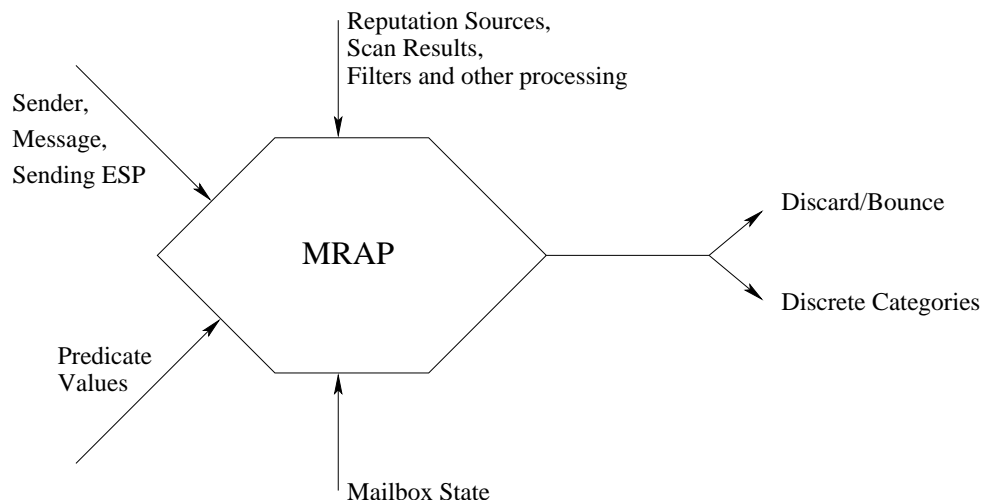 Reputation Sources,
Scan Results,
Filters and other processing
Sender,
Message,
Sending ESP
MRAP
Discard/Bounce
Discrete Categories
Predicate
Values
Mailbox State